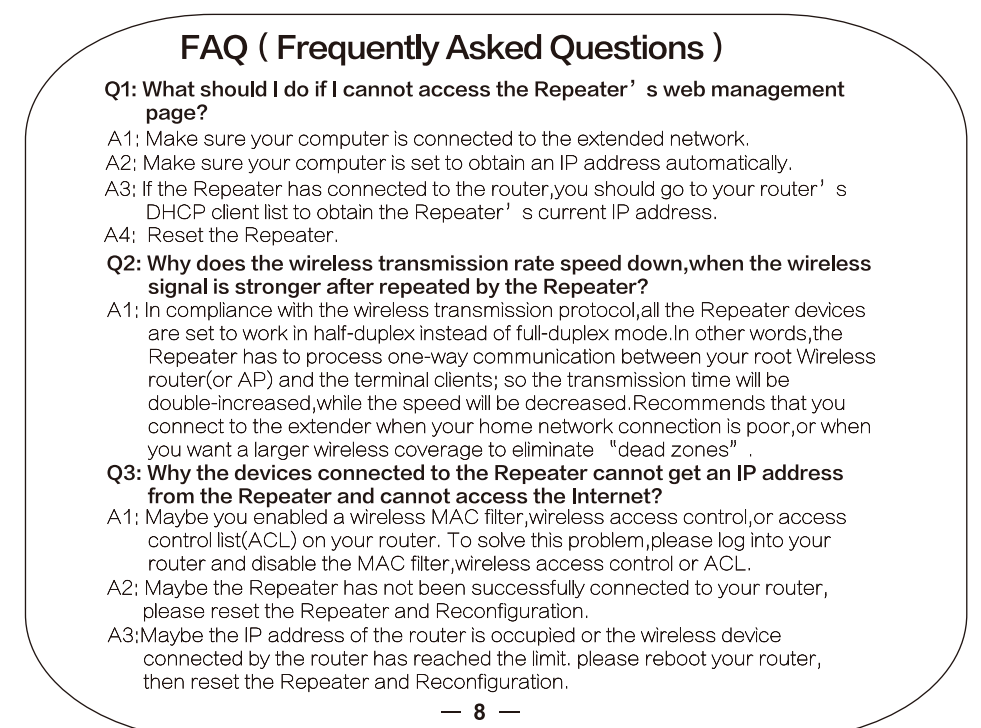 FAQ ( Frequently Asked Questions )
Q1: What should I do if I cannot access the Repeater's web management
page?
A1: Make sure your computer is connected to the extended network.
A2: Make sure your computer is set to obtain an IP address automatically.
A3: If the Repeater has connected to the router,you should go to your router's
DHCP client list to obtain the Repeater's current IP address.
A4: Reset the Repeater.
Q2: Why does the wireless transmission rate speed down,when the wireless
signal is stronger after repeated by the Repeater?
A1: In compliance with the wireless transmission protocol,all the Repeater devices
are set to work in half-duplex instead of full-duplex mode.In other words,the
Repeater has to process one-way communication between your root Wireless
router(or AP) and the terminal clients; so the transmission time will be
double-increased,while the speed will be decreased.Recommends that you
connect to the extender when your home network connection is poor,or when
you want a larger wireless coverage to eliminate "dead zones" .
Q3: Why the devices connected to the Repeater cannot get an IP address
from the Repeater and cannot access the Internet?
A1: Maybe you enabled a wireless MAC filter,wireless access control,or access
control list(ACL) on your router. To solve this problem,please log into your
router and disable the MAC filter,wireless access control or ACL.
A2: Maybe the Repeater has not been successfully connected to your router,
please reset the Repeater and Reconfiguration.
A3:Maybe the IP address of the router is occupied or the wireless device
connected by the router has reached the limit. please reboot your router,
then reset the Repeater and Reconfiguration.
— 8 —